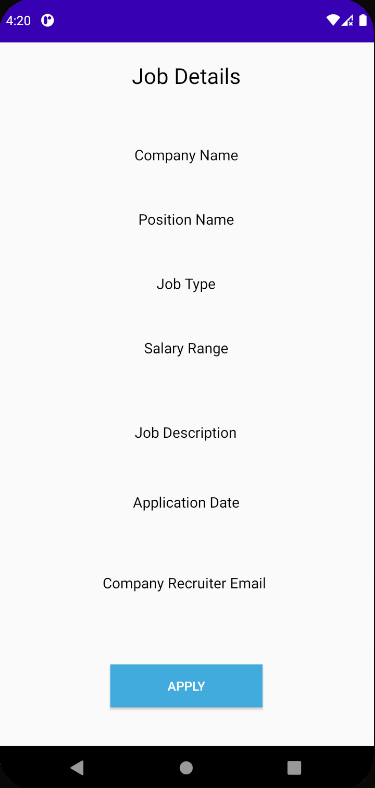 4:20
Job Details
Company Name
Position Name
Job Type
Salary Range
Job Description
Application Date
Company Recruiter Email
APPLY